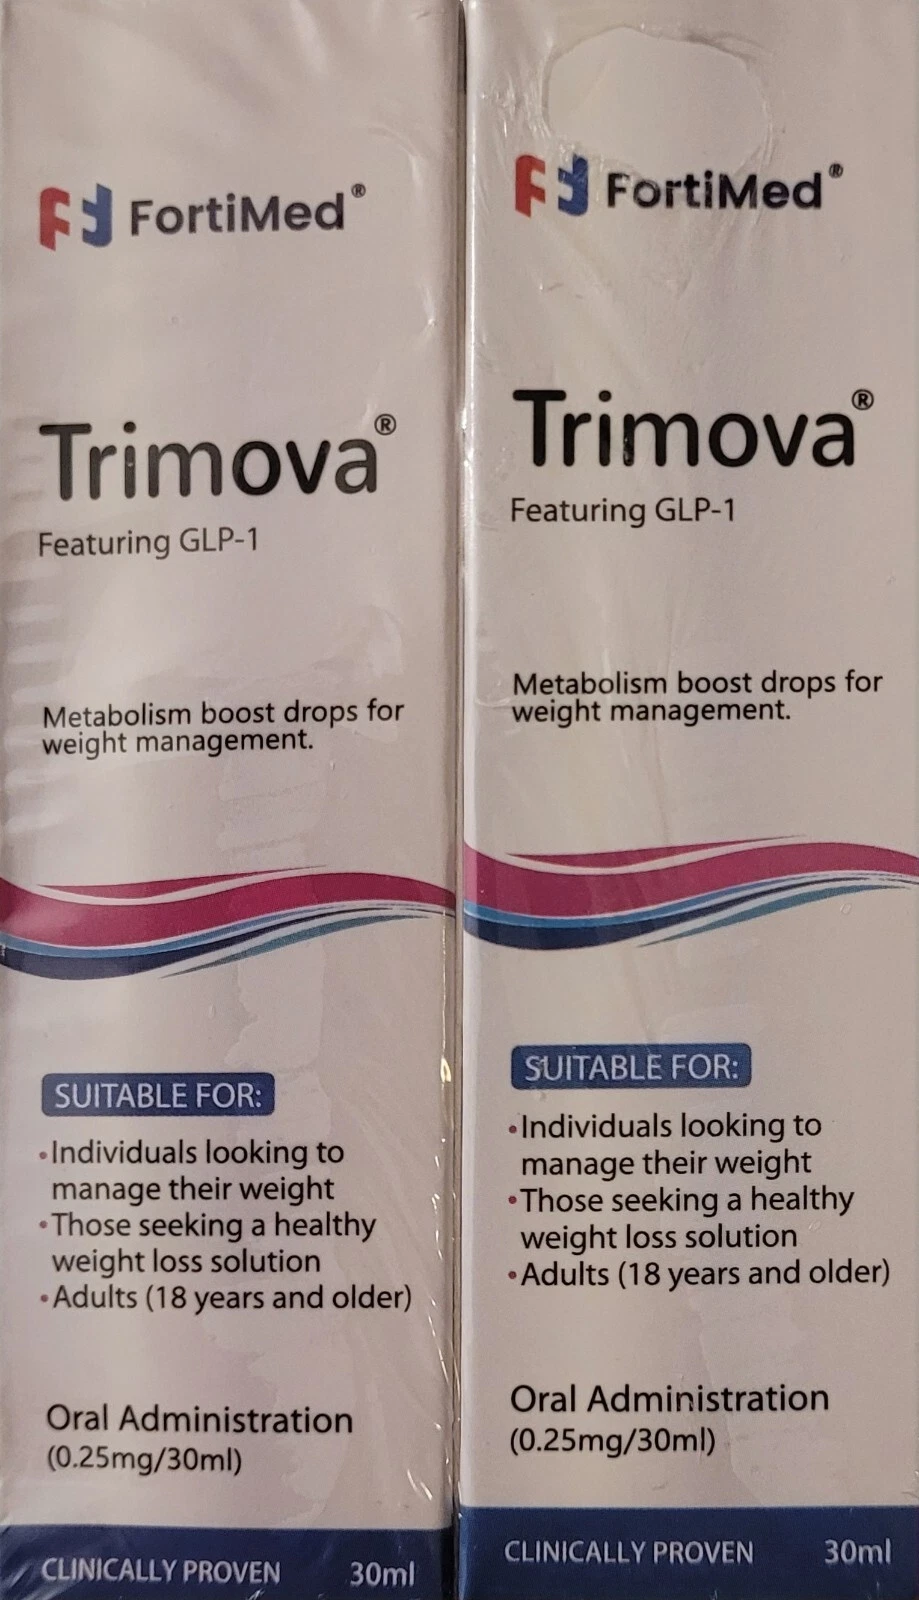 FortiMed®
Trimova®
Featuring GLP-1
Metabolism boost drops for
weight management.
SUITABLE FOR:
•Individuals looking to
manage their weight
•Those seeking a healthy
weight loss solution
•Adults (18 years and older)
Oral Administration
(0.25mg/30ml)
CLINICALLY PROVEN 30ml
FortiMed®
Trimova®
Featuring GLP-1
Metabolism boost drops for
weight management.
SUITABLE FOR:
•Individuals looking to
manage their weight
•Those seeking a healthy
weight loss solution
•Adults (18 years and older)
Oral Administration
(0.25mg/30ml)
CLINICALLY PROVEN 30ml